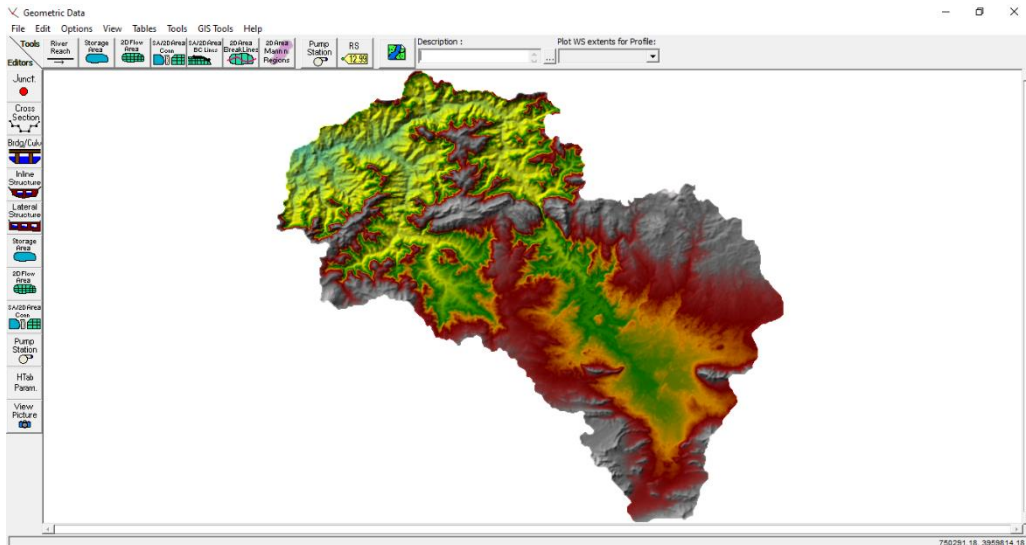 Geometric Data
File Edit Options View Tables Tools GIS Tools Help
Tools
Editors
River Reach
Storage Area
2D Flow Area
SA/2D Area Conn
SA/2D Area BC Lines
2D Area BreakLines
2D Area Mann n Regions
Pump Station
RS
12.99
Description :
...
Plot WS extents for Profile:
Junct.
Cross Section
Brdg/Culv
Inline Structure
Lateral Structure
Storage Area
2D Flow Area
SA/2D Area Conn
Pump Station
HTab Param.
View Picture
750291.18, 3959814.18